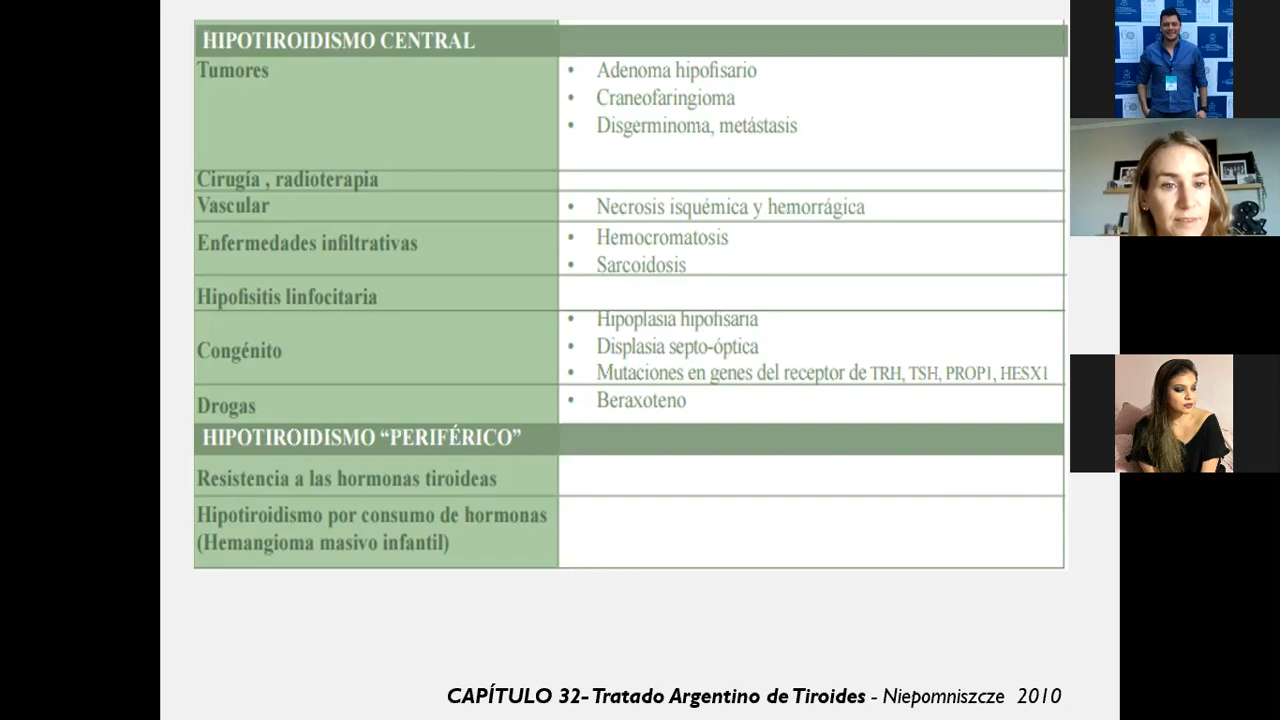 HIPOTIROIDISMO CENTRAL
Tumores
• Adenoma hipofisario
• Craneofaringioma
• Disgerminoma, metástasis
Cirugía , radioterapia
Vascular
• Necrosis isquémica y hemorrágica
Enfermedades infiltrativas
• Hemocromatosis
• Sarcoidosis
Hipofisitis linfocitaria
Congénito
• Hipoplasia hipofisaria
• Displasia septo-óptica
• Mutaciones en genes del receptor de TRH, TSH, PROP1, HESX1
Drogas
• Beraxoteno
HIPOTIROIDISMO “PERIFÉRICO”
Resistencia a las hormonas tiroideas
Hipotiroidismo por consumo de hormonas
(Hemangioma masivo infantil)
CAPÍTULO 32- Tratado Argentino de Tiroides - Niepomniszcze 2010